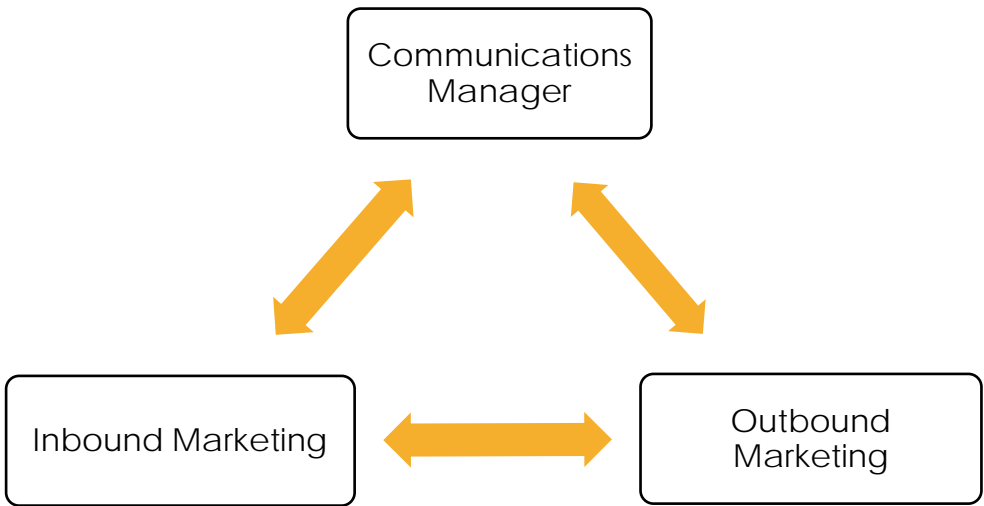 Communications
Manager
Inbound Marketing
Outbound
Marketing